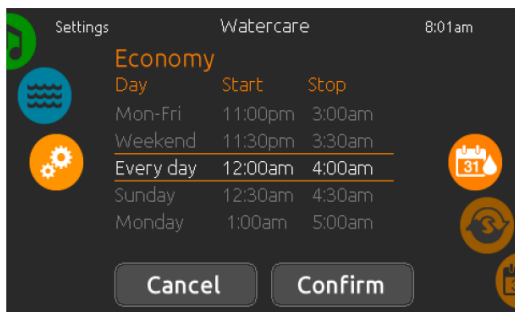 Settings Watercare 8:01am
Economy
Day Start Stop
Mon-Fri 11:00pm 3:00am
Weekend 11:30pm 3:30am
Every day 12:00am 4:00am
Sunday 12:30am 4:30am
Monday 1:00am 5:00am
31
S
Cancel Confirm